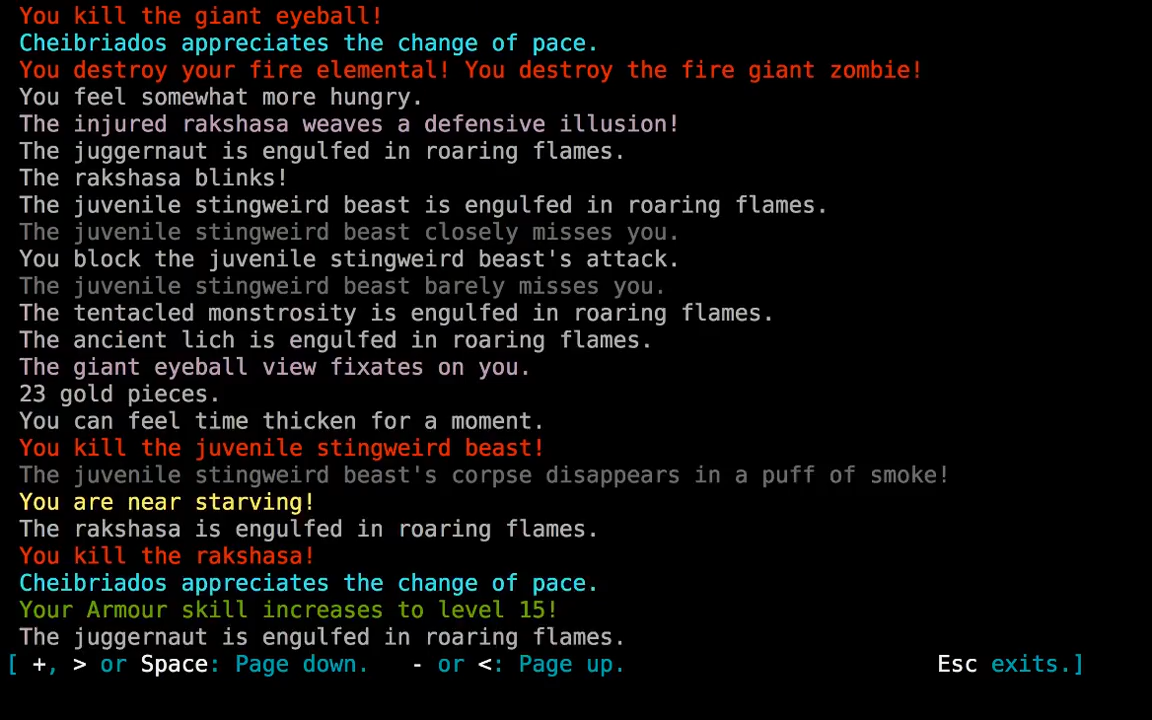 You kill the giant eyeball!
Cheibriados appreciates the change of pace.
You destroy your fire elemental! You destroy the fire giant zombie!
You feel somewhat more hungry.
The injured rakshasa weaves a defensive illusion!
The juggernaut is engulfed in roaring flames.
The rakshasa blinks!
The juvenile stingweird beast is engulfed in roaring flames.
The juvenile stingweird beast closely misses you.
You block the juvenile stingweird beast's attack.
The juvenile stingweird beast barely misses you.
The tentacled monstrosity is engulfed in roaring flames.
The ancient lich is engulfed in roaring flames.
The giant eyeball view fixates on you.
23 gold pieces.
You can feel time thicken for a moment.
You kill the juvenile stingweird beast!
The juvenile stingweird beast's corpse disappears in a puff of smoke!
You are near starving!
The rakshasa is engulfed in roaring flames.
You kill the rakshasa!
Cheibriados appreciates the change of pace.
Your Armour skill increases to level 15!
The juggernaut is engulfed in roaring flames.
[ +, > or Space: Page down.   - or <: Page up.                       Esc exits.]